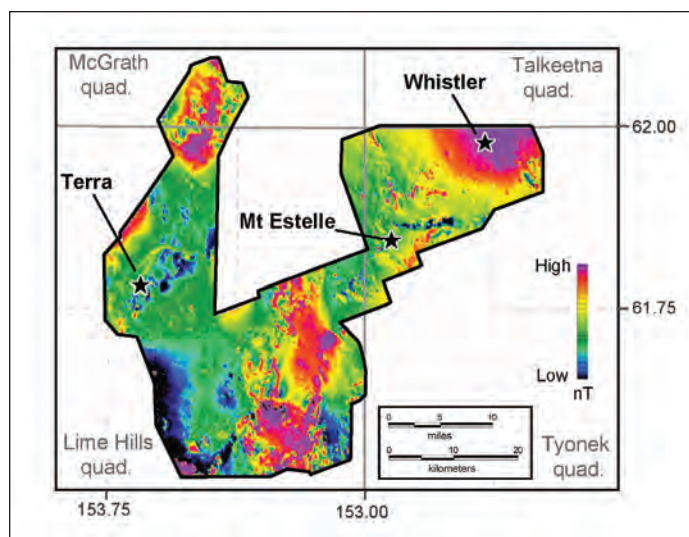 McGrath
quad.
Whistler
Talkeetna
quad.
62.00
Terra
Mt Estelle
High
61.75
Low
nT
0 5 10
miles
0 10 20
kilometers
Lime Hills
quad.
Tyonek
quad.
153.75
153.00